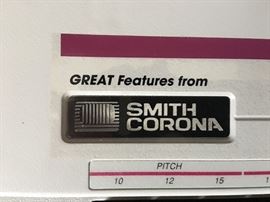 GREAT Features from
SMITH
CORONA
PITCH
10 12 15